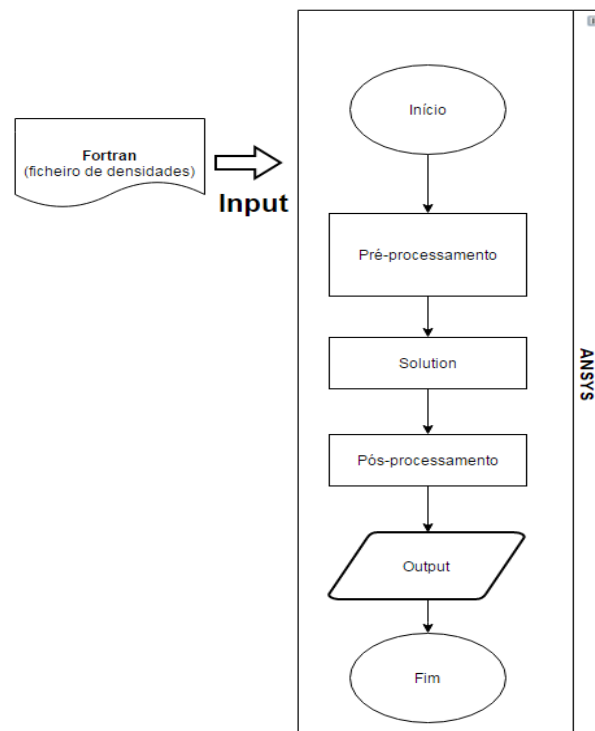 Fortran
(ficheiro de densidades)
Input
Início
Pré-processamento
Solution
Pós-processamento
Output
Fim
ANSYS